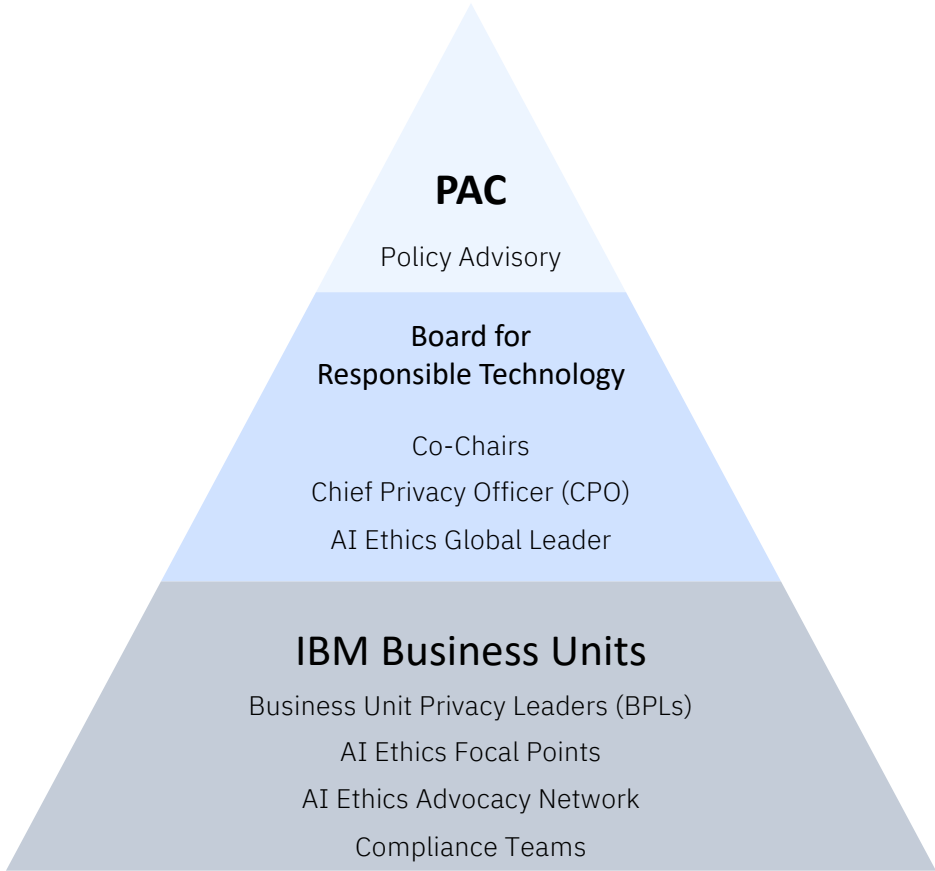 PAC
Policy Advisory
Board for
Responsible Technology
Co-Chairs
Chief Privacy Officer (CPO)
AI Ethics Global Leader
IBM Business Units
Business Unit Privacy Leaders (BPLs)
AI Ethics Focal Points
AI Ethics Advocacy Network
Compliance Teams